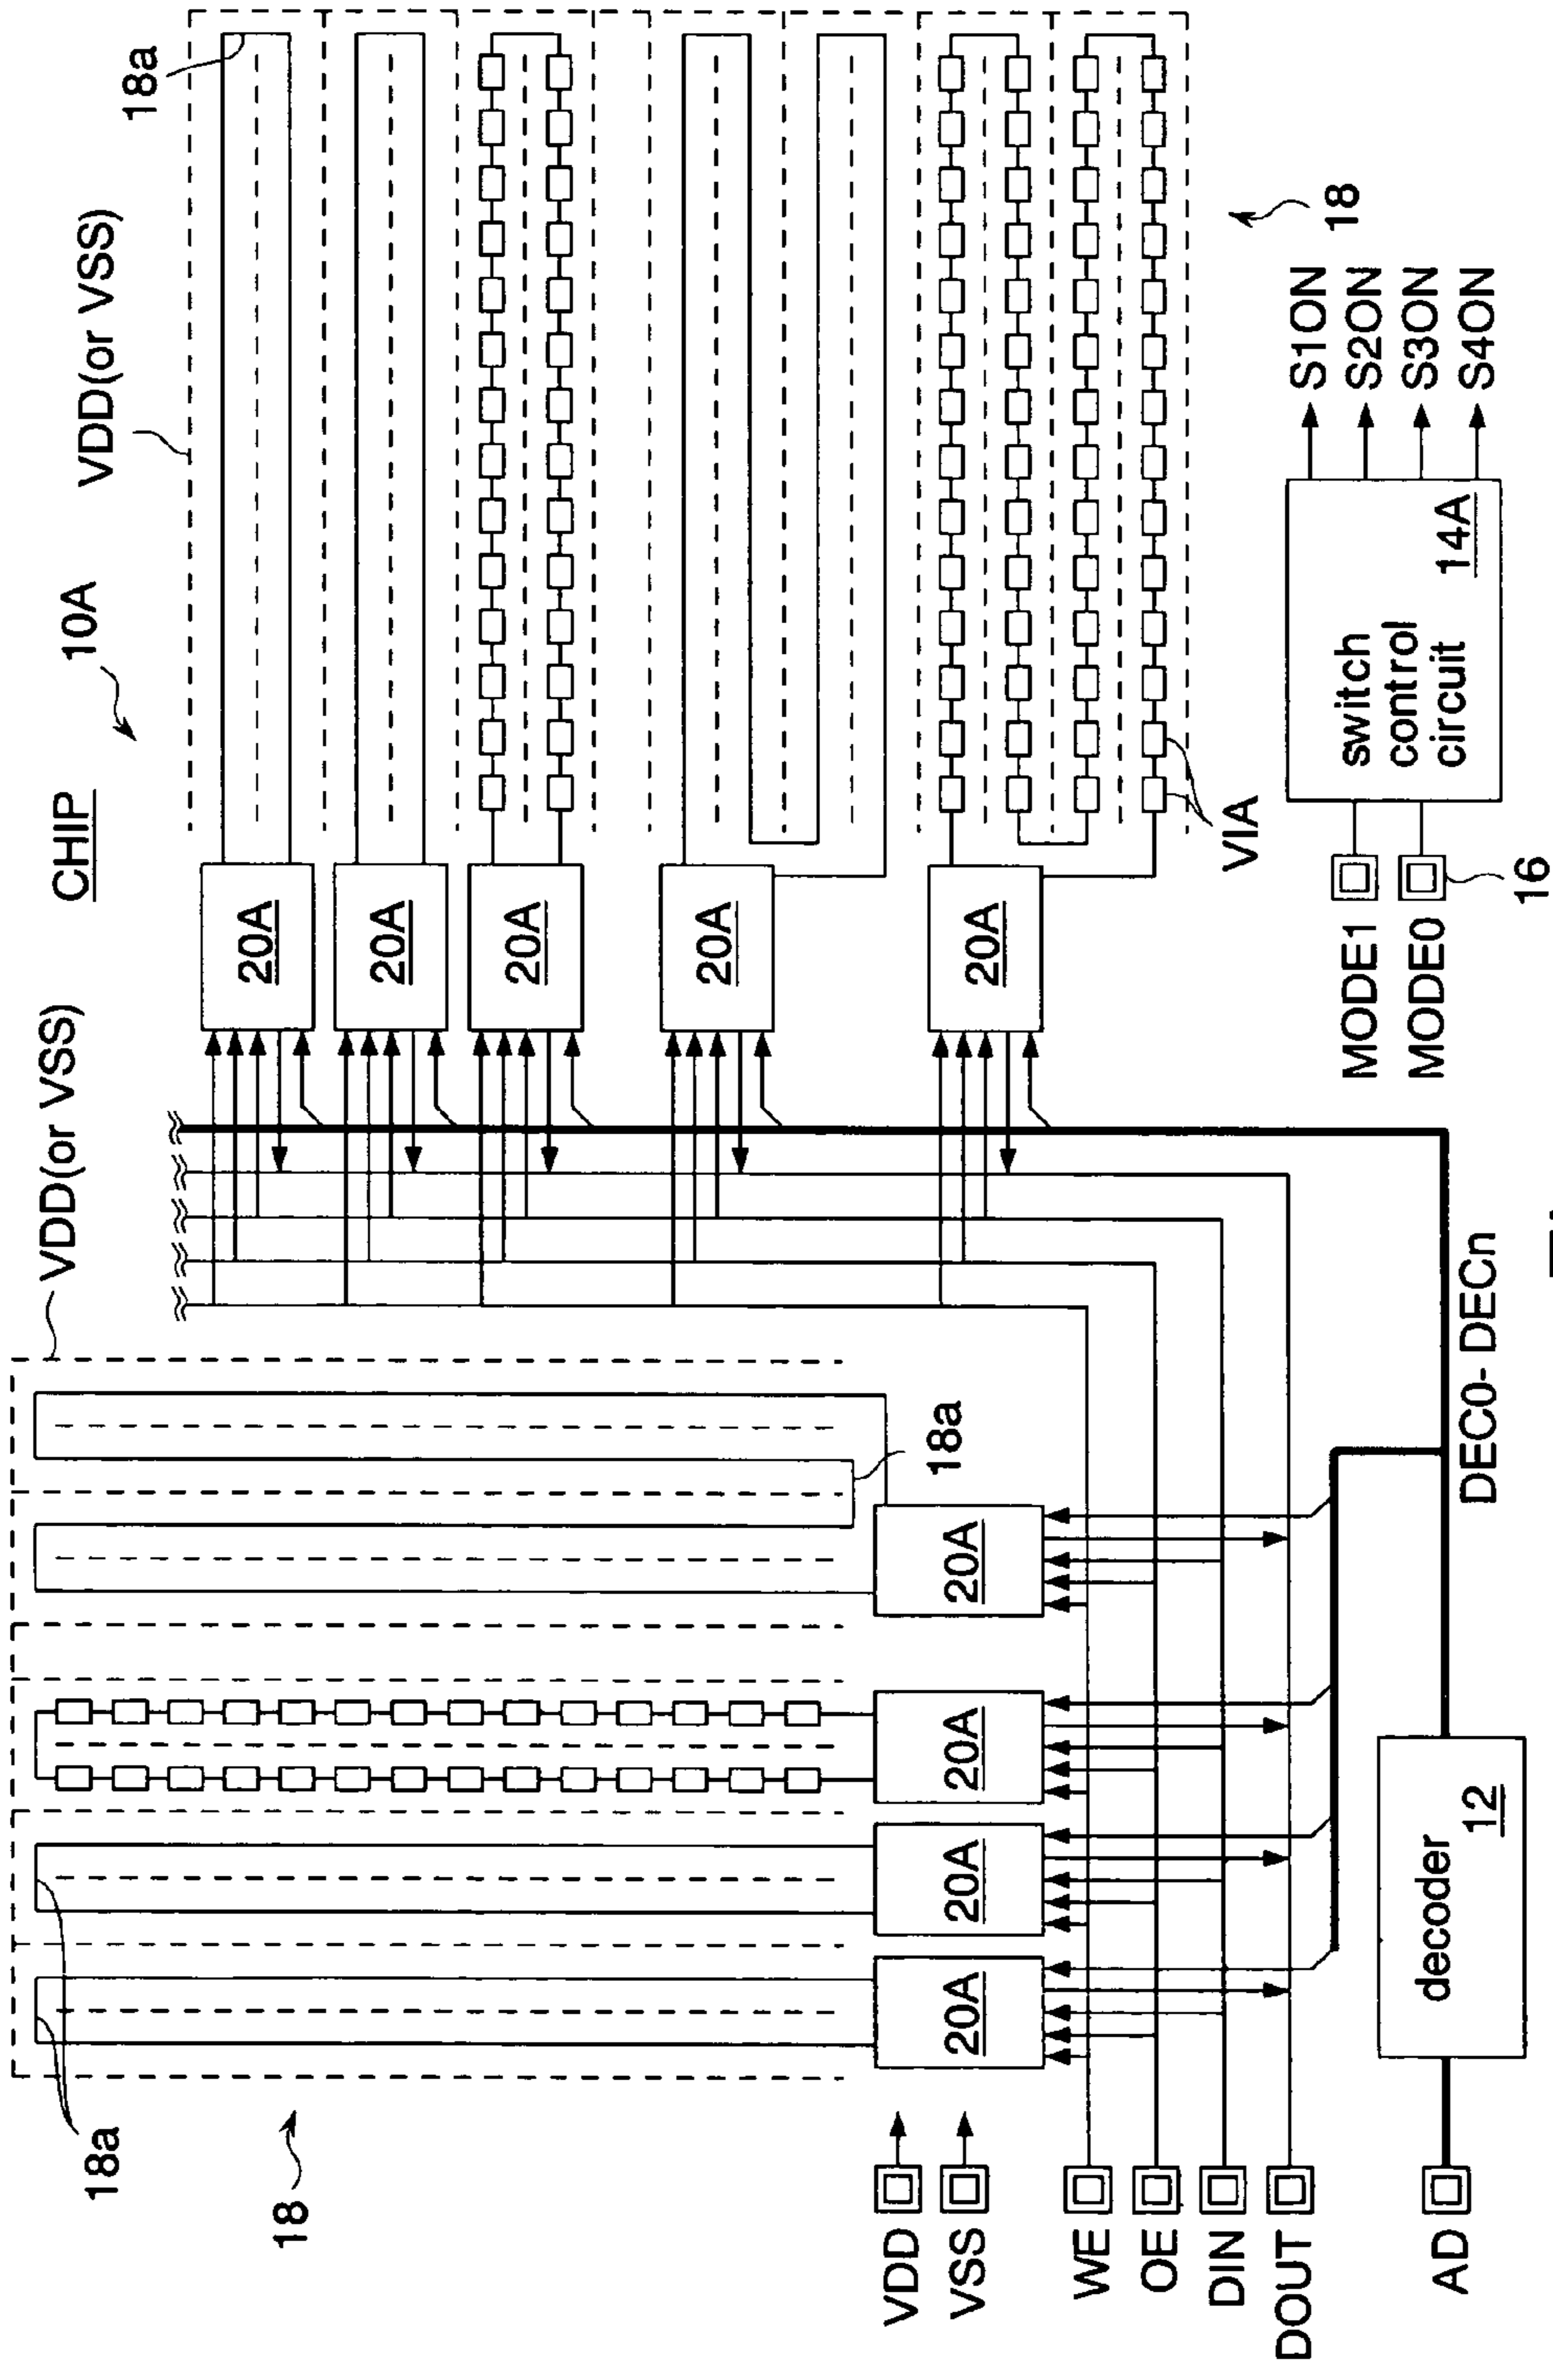 CHIP
10A
VDD(or VSS)
VDD(or VSS)
18a
18a
18a
18
18
20A
20A
20A
20A
20A
20A
20A
20A
20A
VIA
VDD
VSS
WE
OE
DIN
DOUT
AD
decoder
12
DEC0- DECn
MODE1
MODE0
16
switch
control
circuit
14A
S1ON
S2ON
S3ON
S4ON